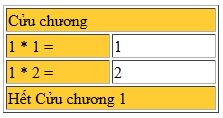 Cửu chương
1 * 1 = 1
1 * 2 = 2
Hết Cửu chương 1